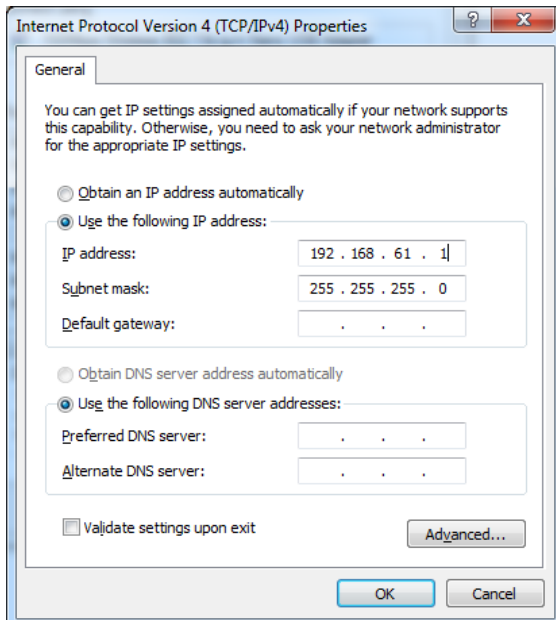 Internet Protocol Version 4 (TCP/IPv4) Properties
?
X
General
You can get IP settings assigned automatically if your network supports
this capability. Otherwise, you need to ask your network administrator
for the appropriate IP settings.
Obtain an IP address automatically
Use the following IP address:
IP address: 192 . 168 . 61 . 1
Subnet mask: 255 . 255 . 255 . 0
Default gateway: . . .
Obtain DNS server address automatically
Use the following DNS server addresses:
Preferred DNS server: . . .
Alternate DNS server: . . .
Validate settings upon exit
Advanced...
OK Cancel